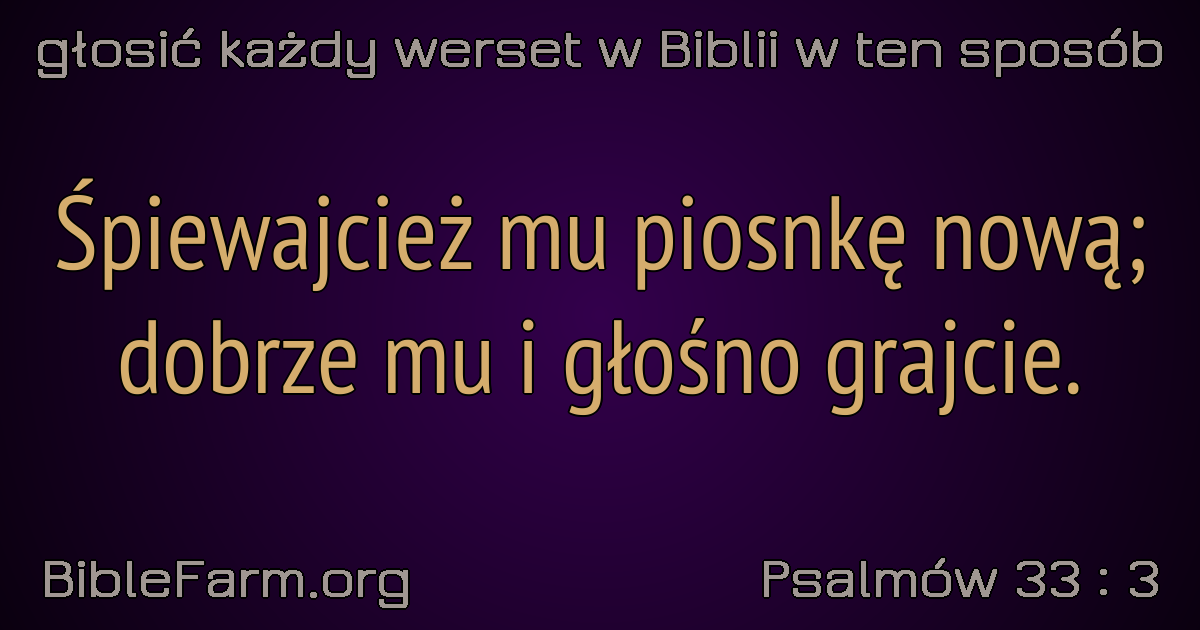 głosić każdy werset w Biblii w ten sposób
Śpiewajcież mu piosnkę nową;
dobrze mu i głośno grajcie.
BibleFarm.org
Psalmów 33 : 3